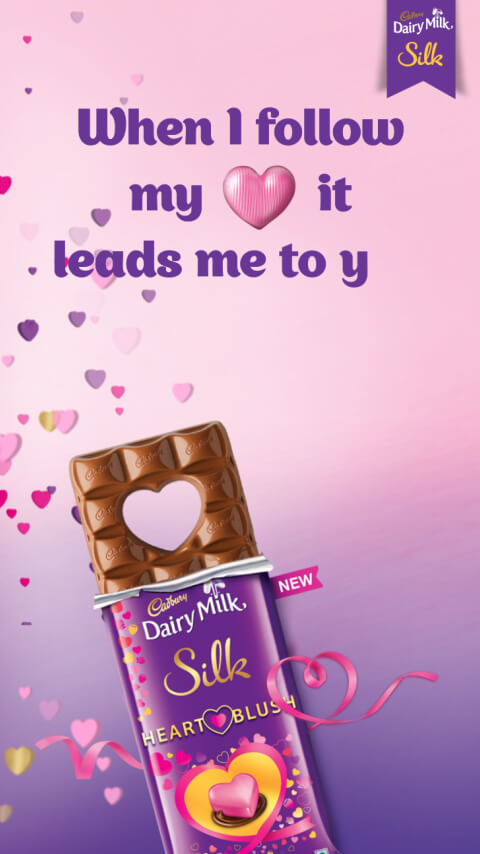 Cadbury
Dairy Milk
Silk
When I follow
my it
leads me to y
NEW
Cadbury
Dairy Milk
Silk
HEART BLUSH